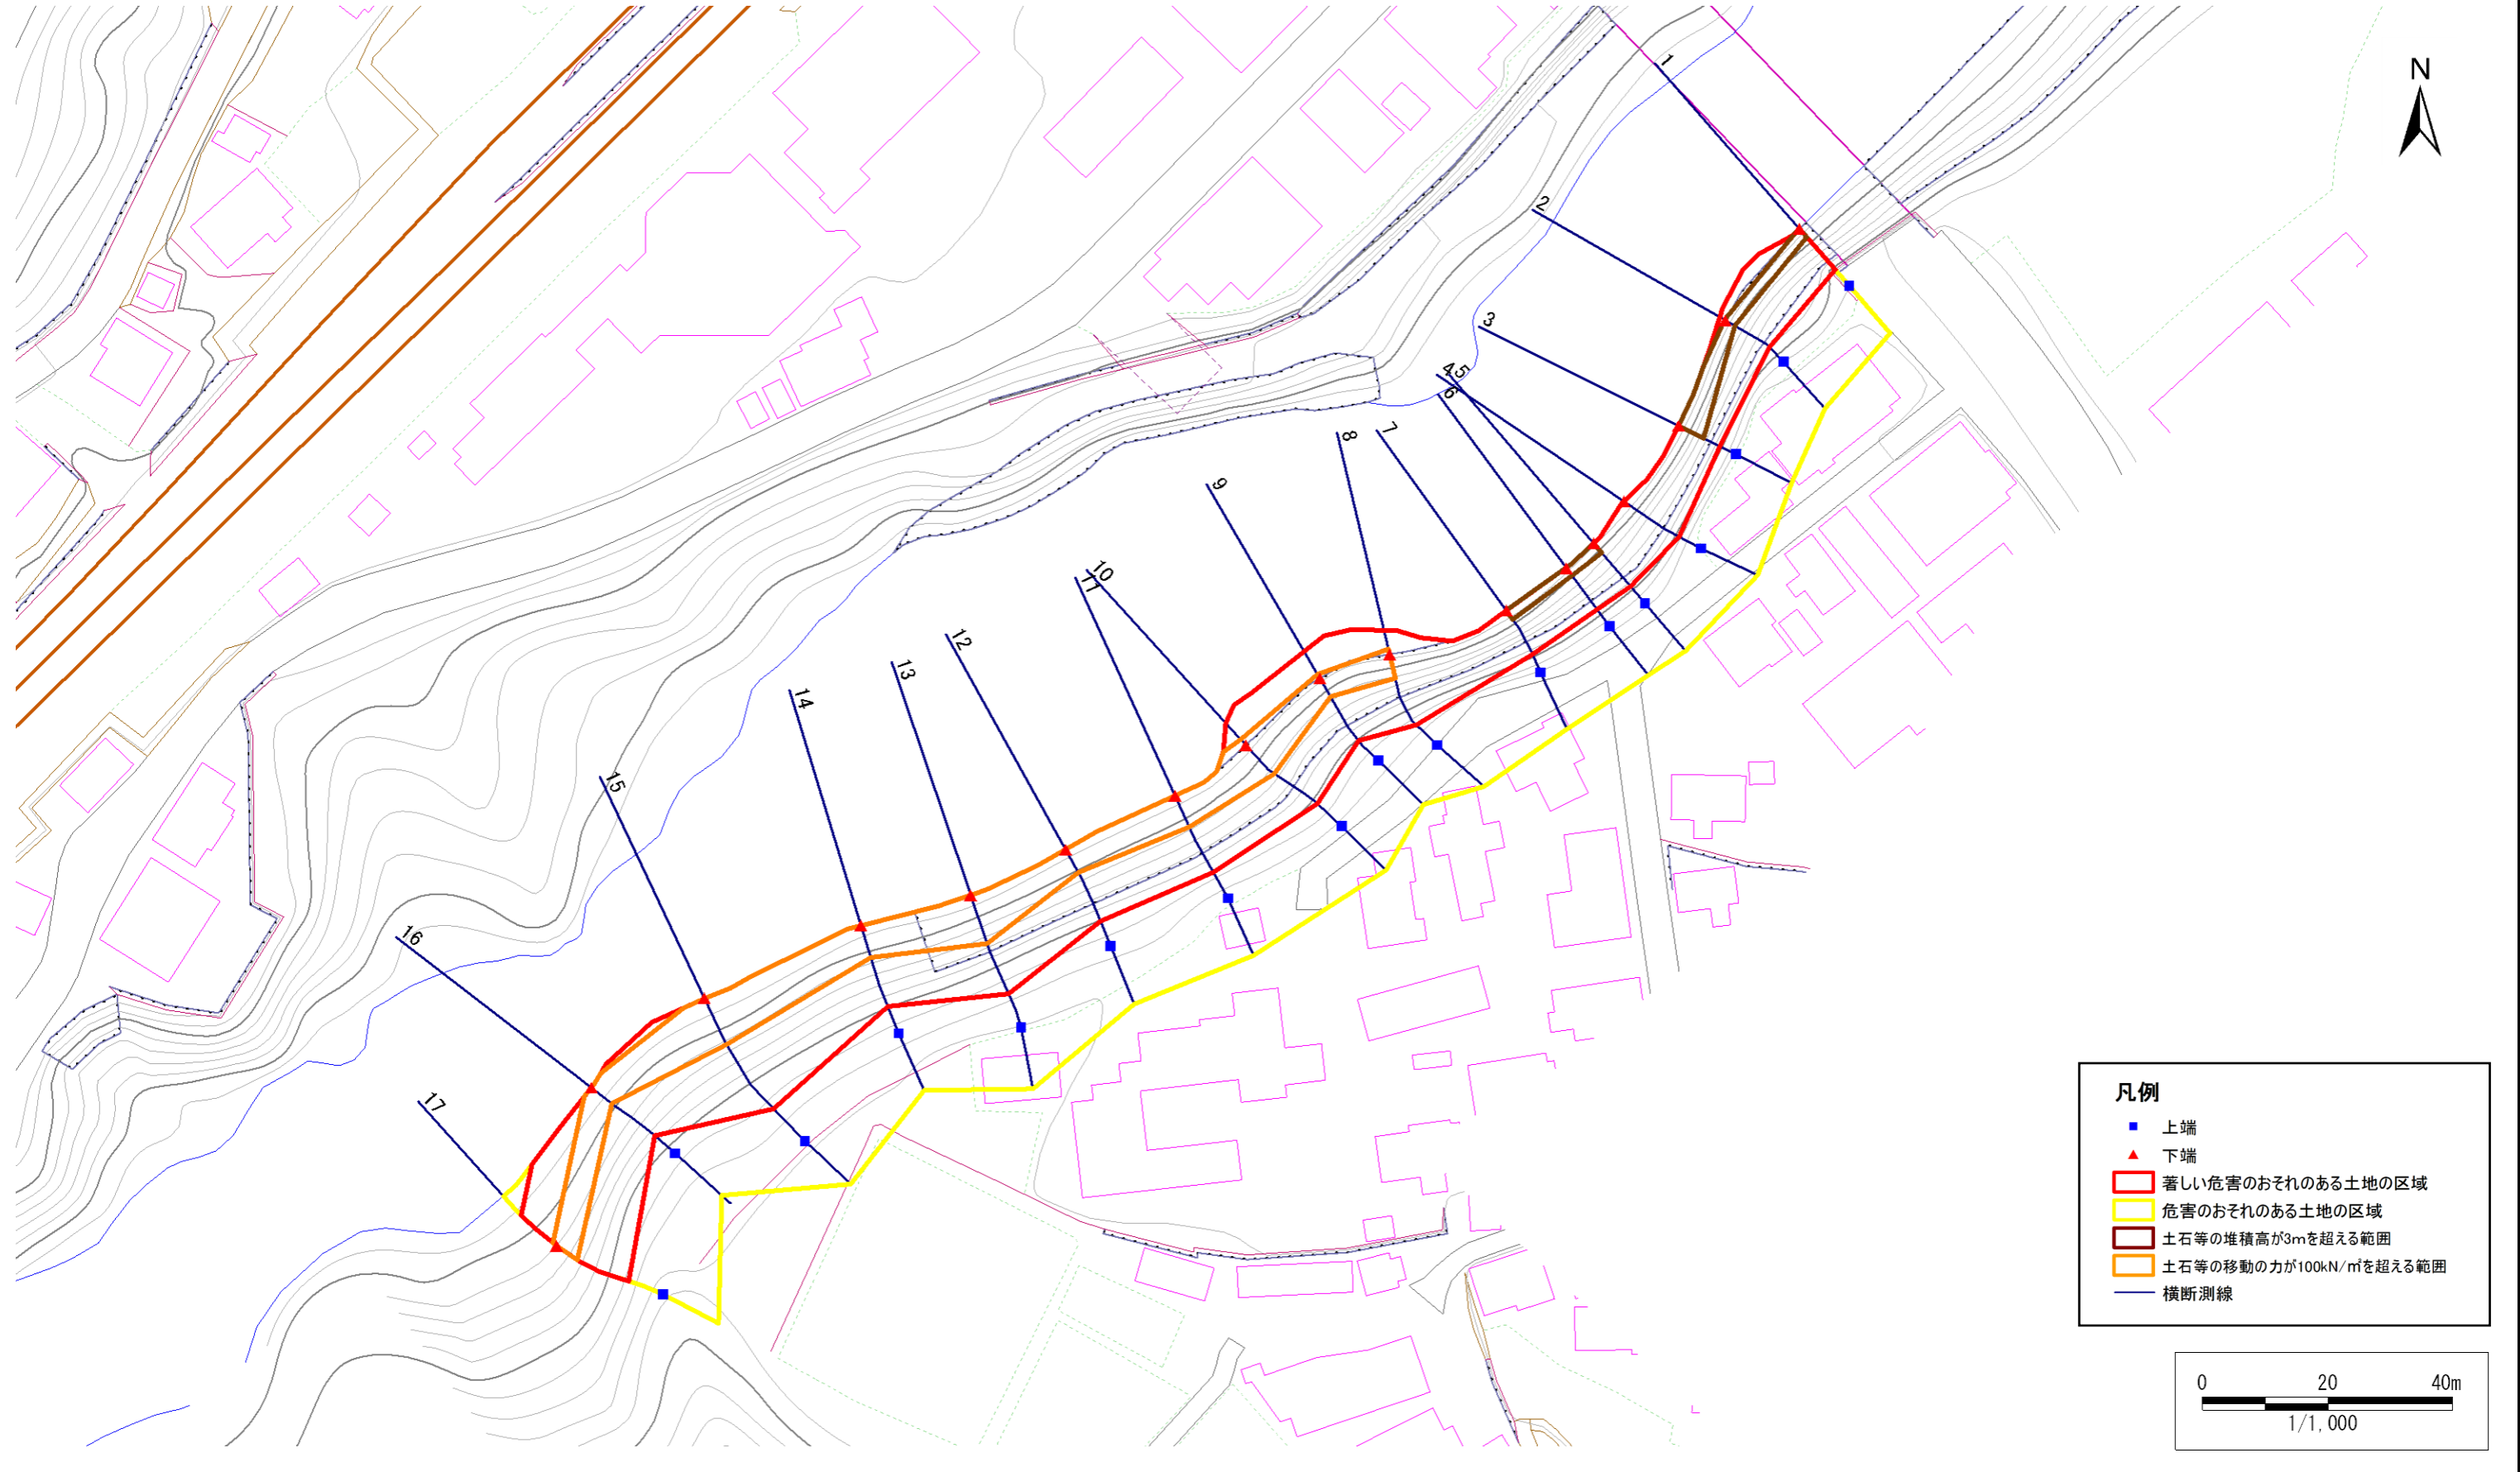 1
N
2
3
4
5
6
7
8
9
10
11
12
13
14
15
16
17
凡例
上端
下端
著しい危害のおそれのある土地の区域
危害のおそれのある土地の区域
土石等の堆積高が3mを超える範囲
土石等の移動の力が100kN/㎡を超える範囲
横断測線
0 20 40m
1/1,000